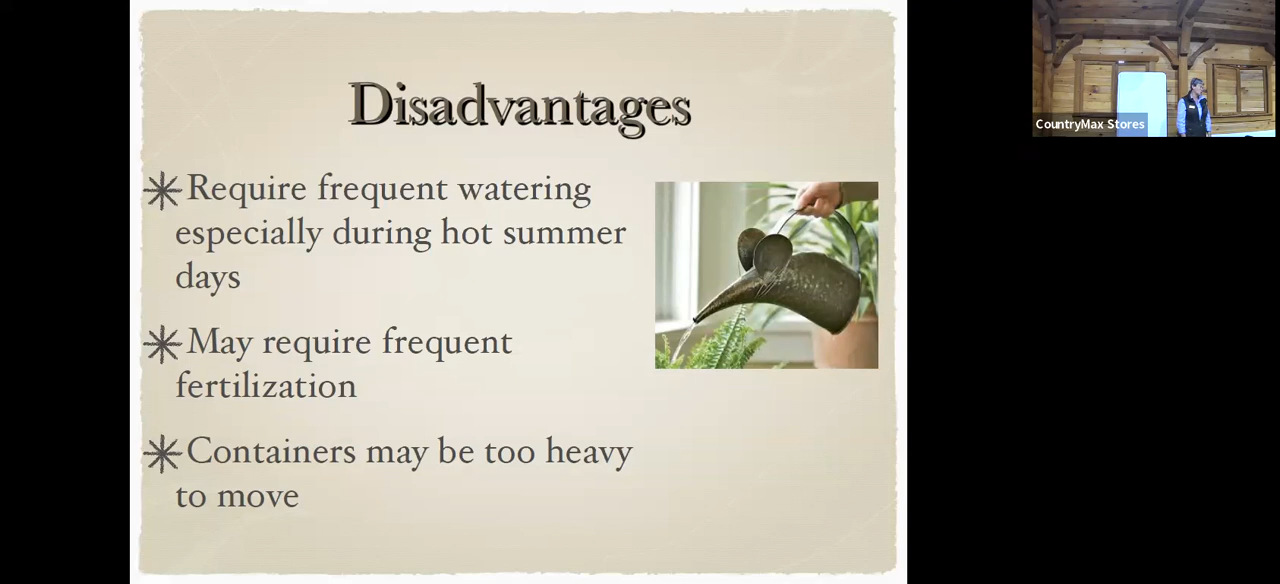 Disadvantages
Require frequent watering
especially during hot summer
days
May require frequent
fertilization
Containers may be too heavy
to move
CountryMax Stores